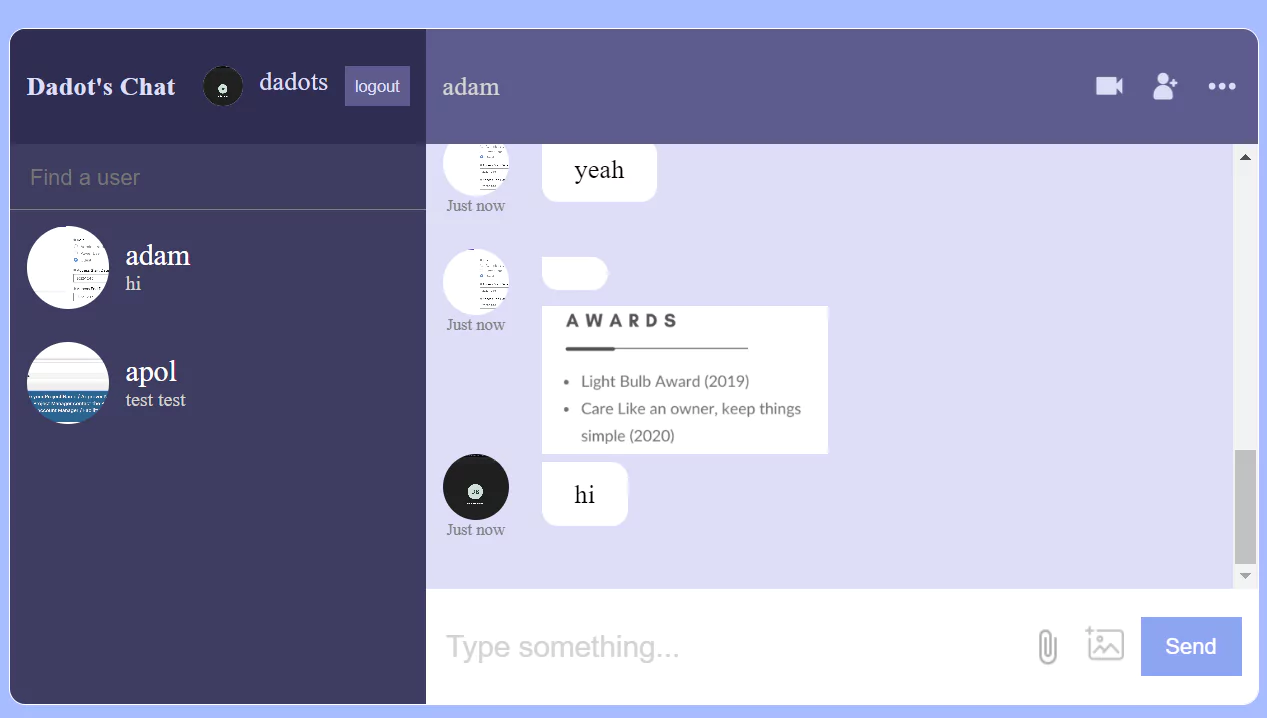 Dadot's Chat
dadots
logout
adam
Find a user
adam
hi
apol
test test
yeah
Just now
Just now
AWARDS
• Light Bulb Award (2019)
• Care Like an owner, keep things
simple (2020)
hi
Just now
Type something...
Send